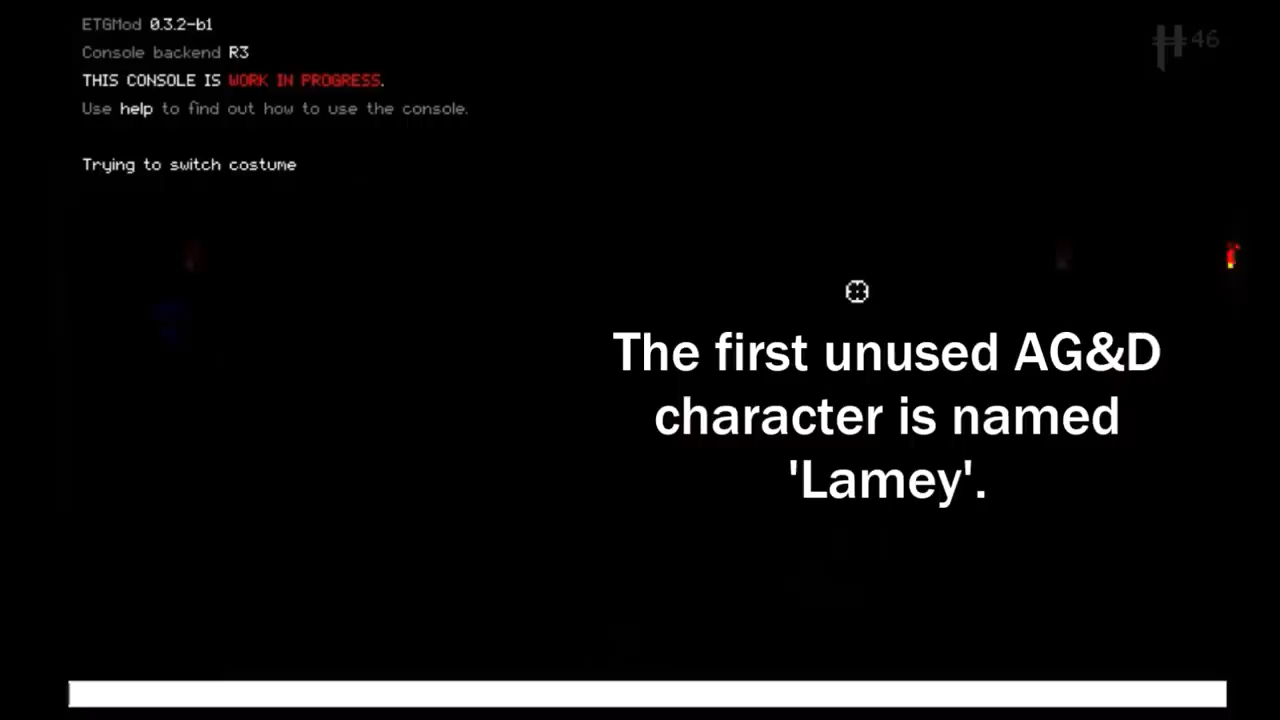 ETGMod 0.3.2-b1
46
Console backend R3
THIS CONSOLE IS WORK IN PROGRESS.
Use help to find out how to use the console.
Trying to switch costume
The first unused AG&D
character is named
'Lamey'.